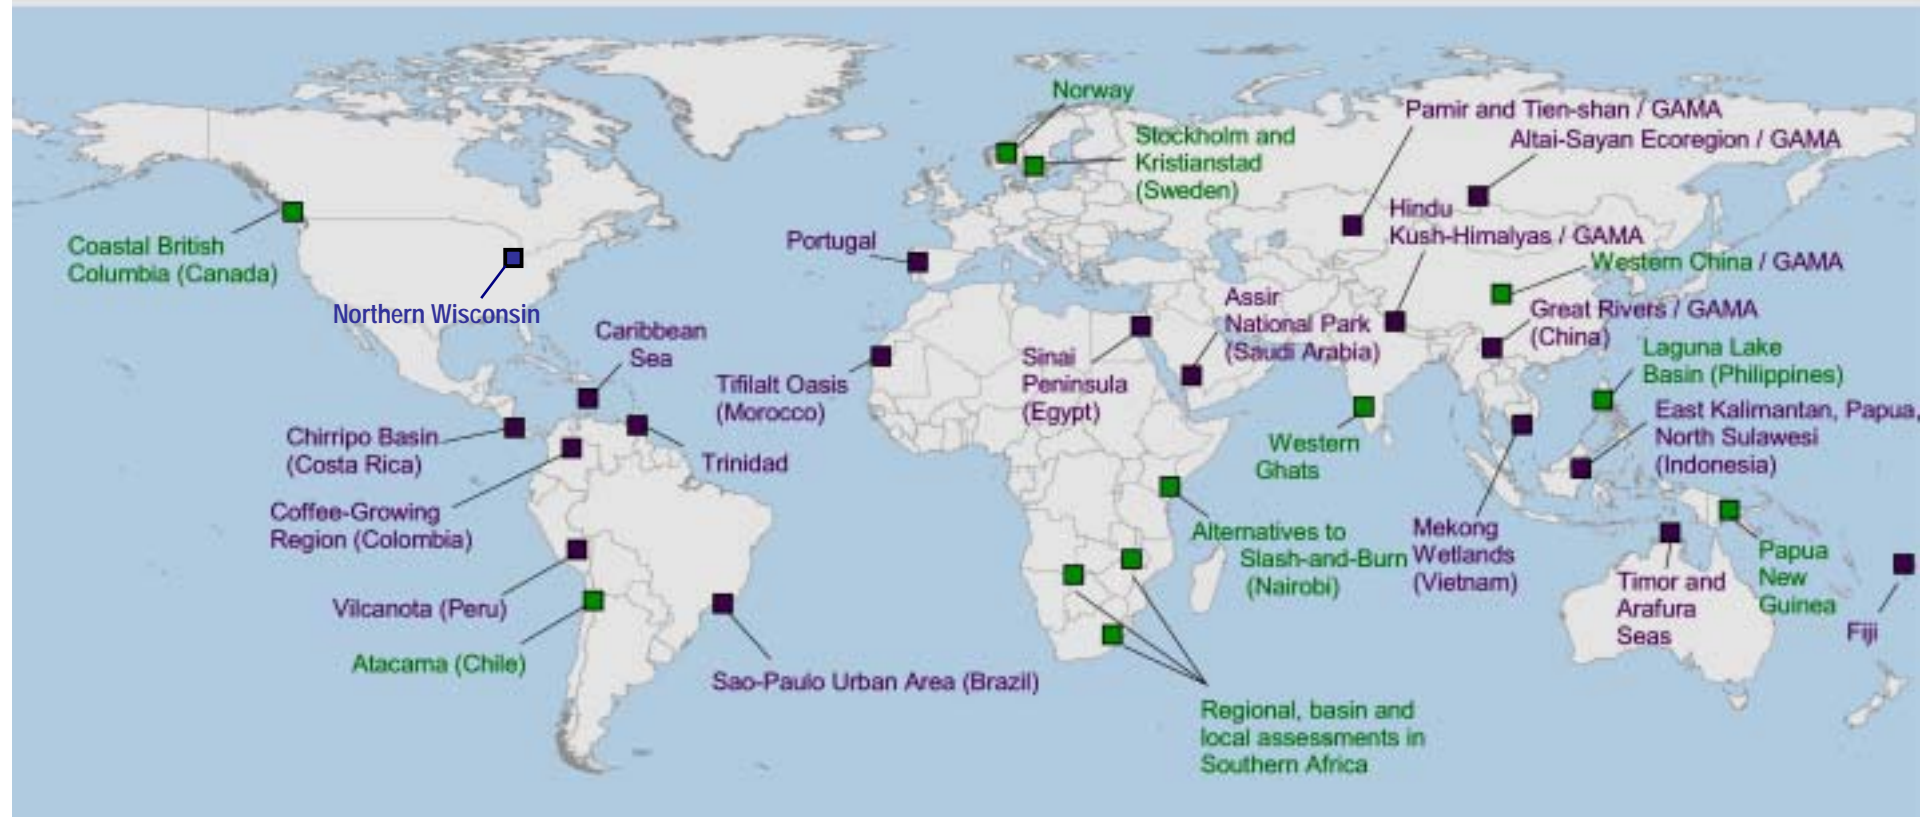 Norway
Stockholm and
Kristianstad
(Sweden)
Pamir and Tien-shan / GAMA
Altai-Sayan Ecoregion / GAMA
Hindu
Kush-Himalyas / GAMA
Western China / GAMA
Great Rivers / GAMA
(China)
Coastal British
Columbia (Canada)
Northern Wisconsin
Portugal
Assir
National Park
(Saudi Arabia)
Caribbean
Sea
Tifilalt Oasis
(Morocco)
Sinai
Peninsula
(Egypt)
Laguna Lake
Basin (Philippines)
East Kalimantan, Papua,
North Sulawesi
(Indonesia)
Chirripo Basin
(Costa Rica)
Trinidad
Western
Ghats
Coffee-Growing
Region (Colombia)
Alternatives to
Slash-and-Burn
(Nairobi)
Mekong
Wetlands
(Vietnam)
Timor and
Arafura
Seas
Papua
New
Guinea
Fiji
Vilcanota (Peru)
Atacama (Chile)
Sao-Paulo Urban Area (Brazil)
Regional, basin and
local assessments in
Southern Africa